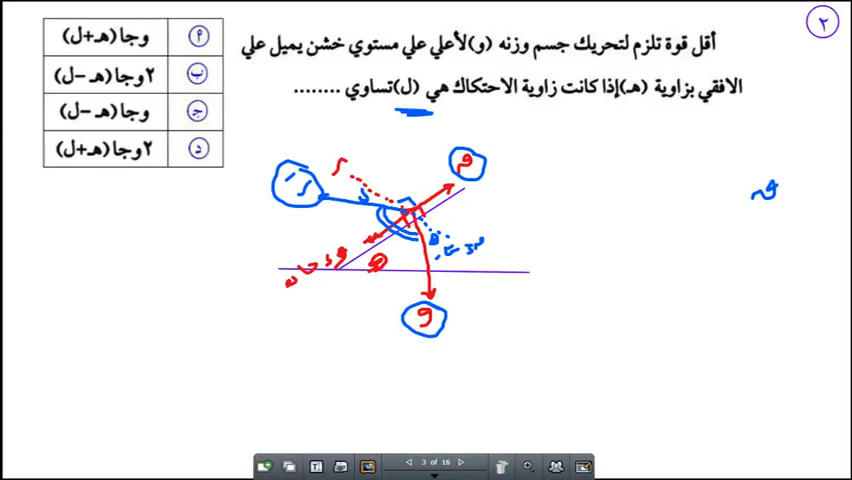 ٢
أقل قوة تلزم لتحريك جسم وزنه (و)لأعلي علي مستوي خشن يميل علي
الافقي بزاوية (هـ)إذا كانت زاوية الاحتكاك هي (ل)تساوي ........
أ وجا(هـ+ل)
ب ٢وجا(هـ-ل)
ج وجا(هـ-ل)
د ٢وجا(هـ+ل)
و
3 of 16